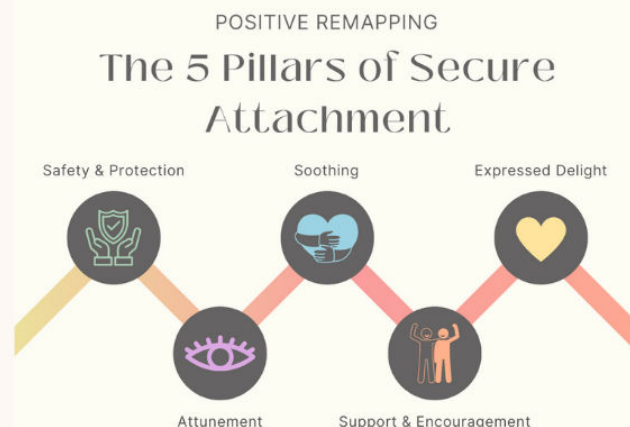 POSITIVE REMAPPING
The 5 Pillars of Secure
Attachment
Safety & Protection
Soothing
Expressed Delight
Attunement
Support & Encouragement